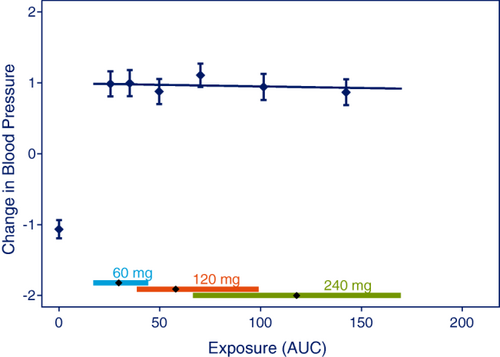 Change in Blood Pressure
2
1
0
-1
-2
60 mg
120 mg
240 mg
0 50 100 150 200
Exposure (AUC)